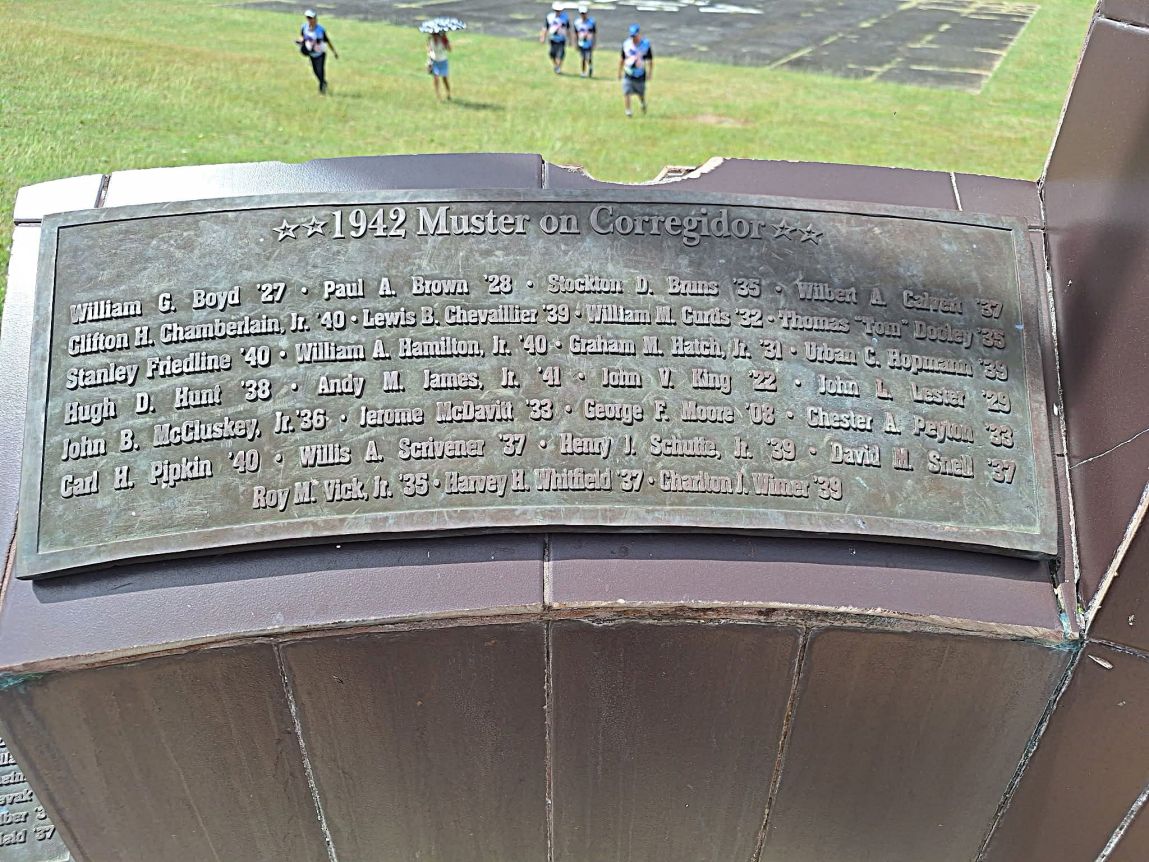 ☆☆1942 Muster on Corregidor☆☆
William G. Boyd '27 · Paul A. Brown '28 · Stockton D. Bruns '35 · Wilbert A. Calvert '37
Clifton H. Chamberlain, Jr. '40 · Lewis B. Chevaillier '39 · William M. Curtis '32 · Thomas "Tom" Dooley '35
Stanley Friedline '40 · William A. Hamilton, Jr. '40 · Graham M. Hatch, Jr. '31 · Urban C. Hopmann '39
Hugh D. Hunt '38 · Andy M. James, Jr. '41 · John V. King '22 · John L. Lester '29
John B. McCluskey, Jr. '36 · Jerome McDavitt '33 · George F. Moore '08 · Chester A. Peyton '33
Carl H. Pipkin '40 · Willis A. Scrivener '37 · Henry J. Schutte, Jr. '39 · David M. Snell '37
Roy M. Vick, Jr. '35 · Harvey H. Whitfield '37 · Charlton J. Wimer '39
'37